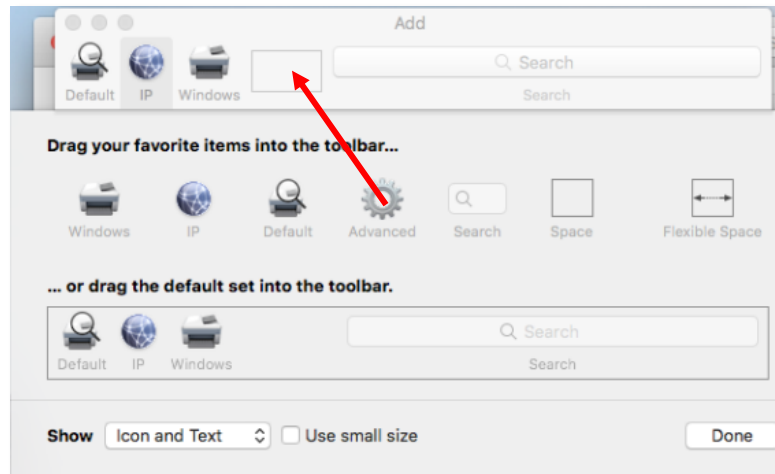 Add
Search
Default IP Windows Search
Drag your favorite items into the toolbar...
Windows IP Default Advanced Search Space Flexible Space
... or drag the default set into the toolbar.
Search
Default IP Windows Search
Show Icon and Text Use small size Done